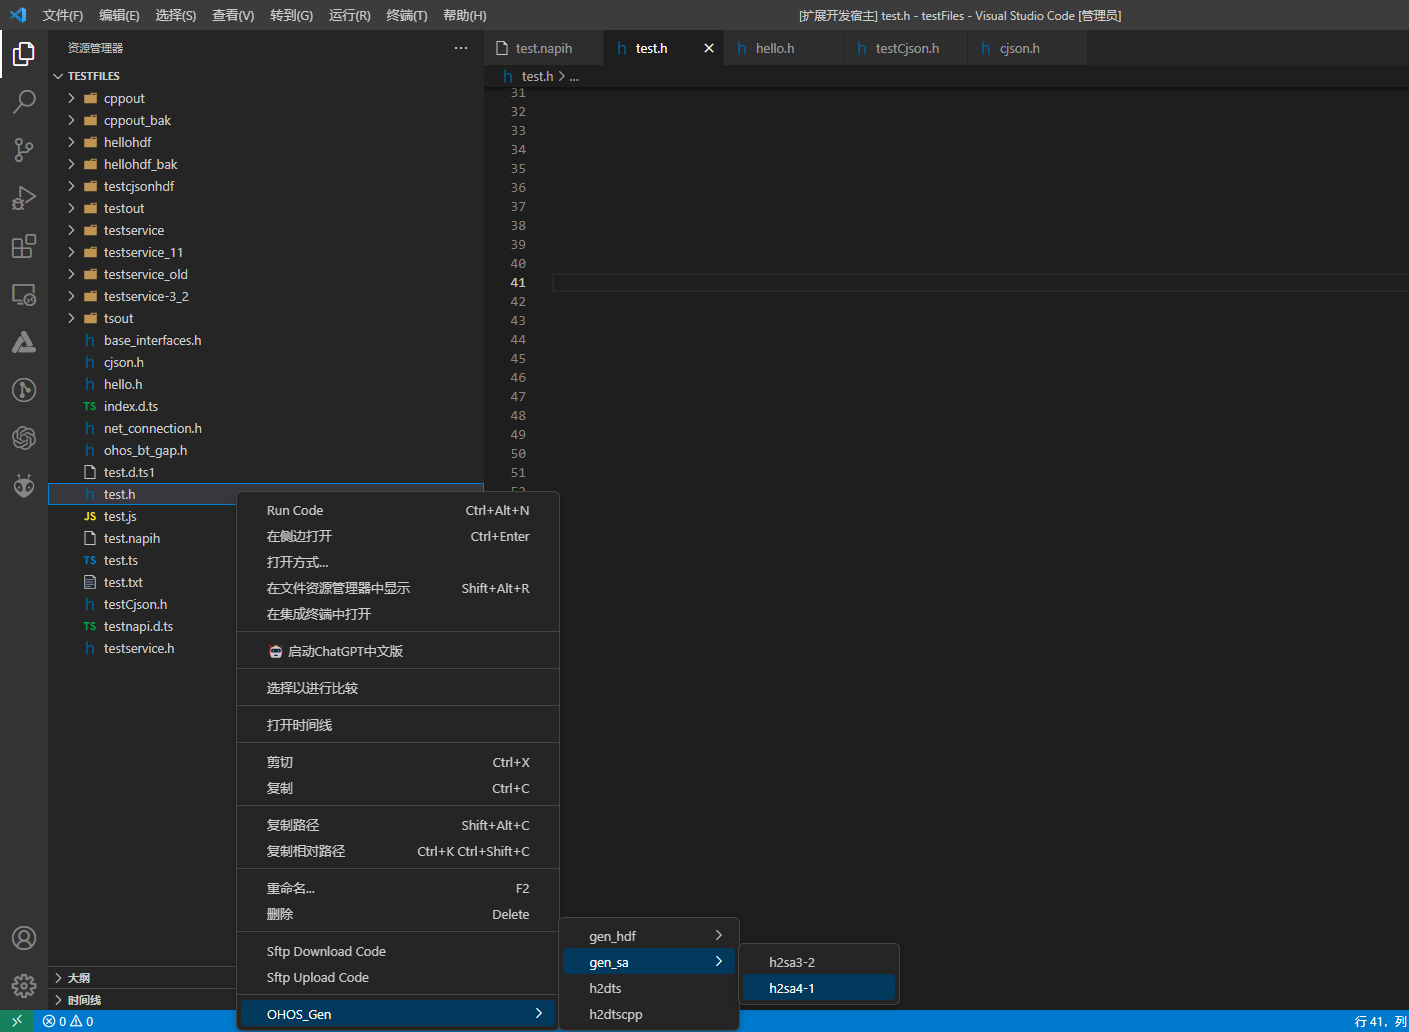 文件(F) 编辑(E) 选择(S) 查看(V) 转到(G) 运行(R) 终端(T) 帮助(H) [扩展开发宿主] test.h - testFiles - Visual Studio Code [管理员]
资源管理器 ...
TESTFILES
cppout
cppout_bak
hellohdf
hellohdf_bak
testcjsonhdf
testout
testservice
testservice_11
testservice_old
testservice-3_2
tsout
h base_interfaces.h
h cjson.h
h hello.h
TS index.d.ts
h net_connection.h
h ohos_bt_gap.h
test.d.ts1
h test.h
JS test.js
test.napih
TS test.ts
test.txt
h testCjson.h
TS testnapi.d.ts
h testservice.h
大纲
时间线
test.napih h test.h h hello.h h testCjson.h h cjson.h
h test.h > ...
31
32
33
34
35
36
37
38
39
40
41
42
43
44
45
46
47
48
49
50
51
52
Run Code Ctrl+Alt+N
在侧边打开 Ctrl+Enter
打开方式...
在文件资源管理器中显示 Shift+Alt+R
在集成终端中打开
启动ChatGPT中文版
选择以进行比较
打开时间线
剪切 Ctrl+X
复制 Ctrl+C
复制路径 Shift+Alt+C
复制相对路径 Ctrl+K Ctrl+Shift+C
重命名... F2
删除 Delete
Sftp Download Code
Sftp Upload Code
OHOS_Gen
gen_hdf
gen_sa
h2dts
h2dtscpp
h2sa3-2
h2sa4-1
0 0 行 41，列